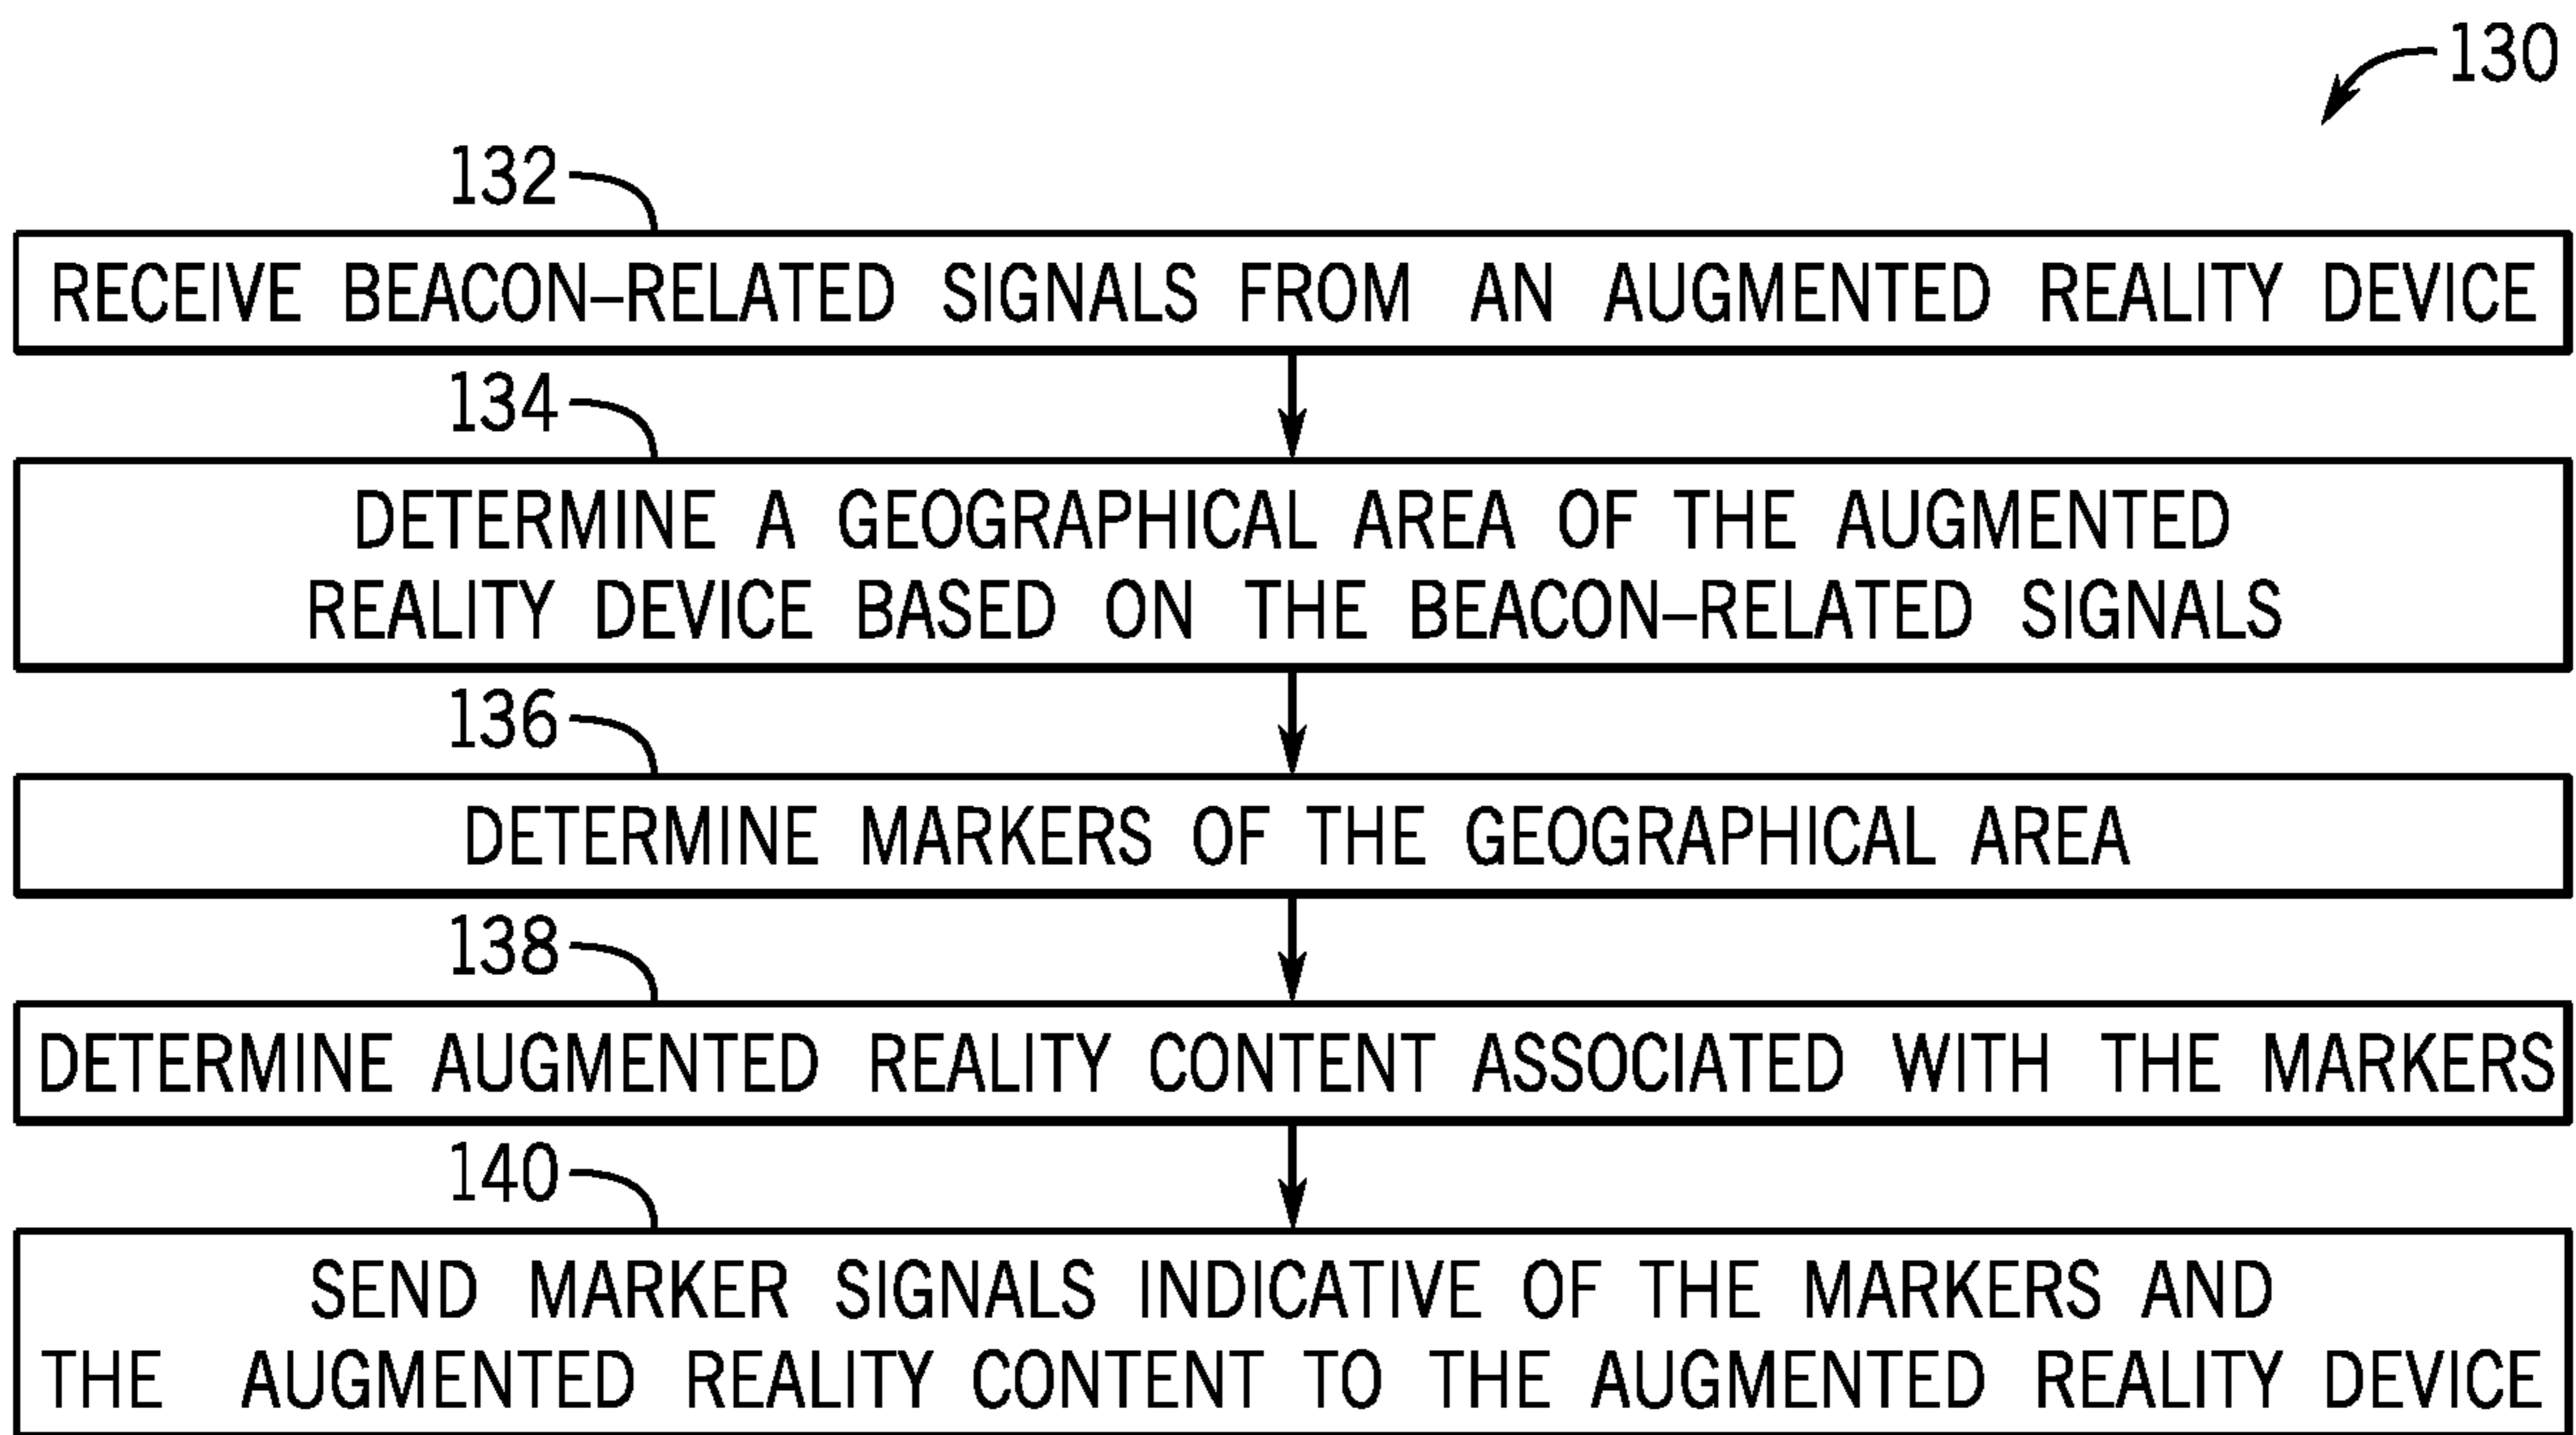 130
132
RECEIVE BEACON–RELATED SIGNALS FROM AN AUGMENTED REALITY DEVICE
134
DETERMINE A GEOGRAPHICAL AREA OF THE AUGMENTED
REALITY DEVICE BASED ON THE BEACON–RELATED SIGNALS
136
DETERMINE MARKERS OF THE GEOGRAPHICAL AREA
138
DETERMINE AUGMENTED REALITY CONTENT ASSOCIATED WITH THE MARKERS
140
SEND MARKER SIGNALS INDICATIVE OF THE MARKERS AND
THE AUGMENTED REALITY CONTENT TO THE AUGMENTED REALITY DEVICE